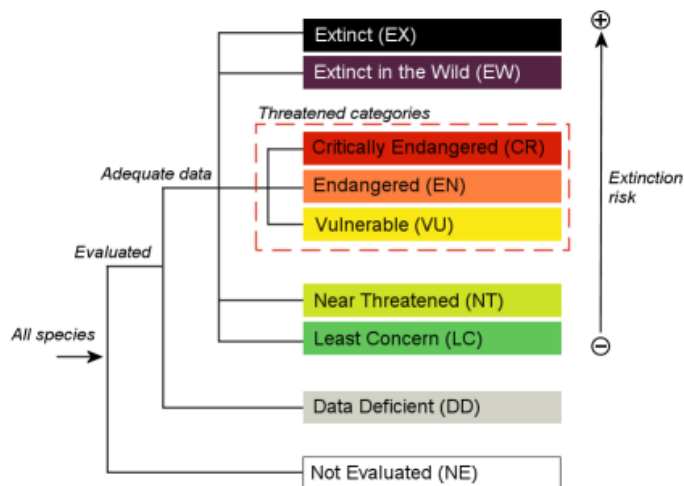 Extinct (EX)
Extinct in the Wild (EW)
Threatened categories
Critically Endangered (CR)
Adequate data
Endangered (EN)
Extinction
risk
Vulnerable (VU)
Evaluated
Near Threatened (NT)
All species
Least Concern (LC)
Data Deficient (DD)
Not Evaluated (NE)